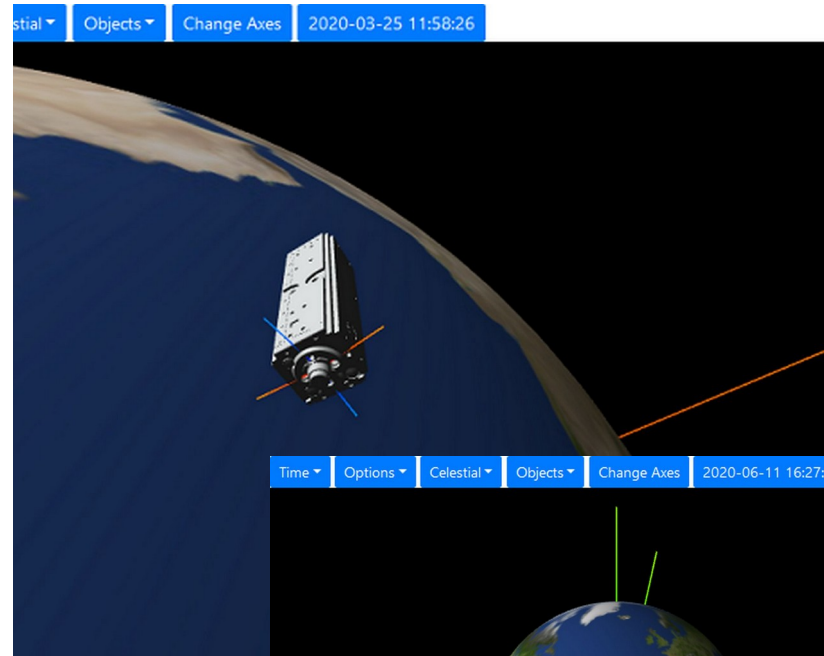 stial Objects Change Axes 2020-03-25 11:58:26
Time Options Celestial Objects Change Axes 2020-06-11 16:27: